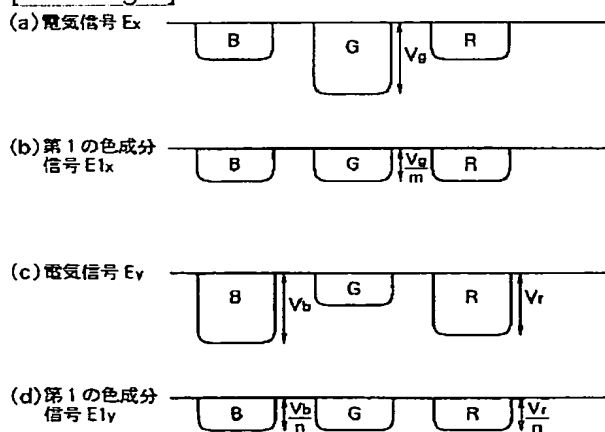 (a)電気信号 Ex
B G Vg R
(b)第1の色成分
信号 E1x
B G Vg/m R
(c)電気信号 Ey
B Vb G R Vr
(d)第1の色成分
信号 E1y
B Vb/n G R Vr/n